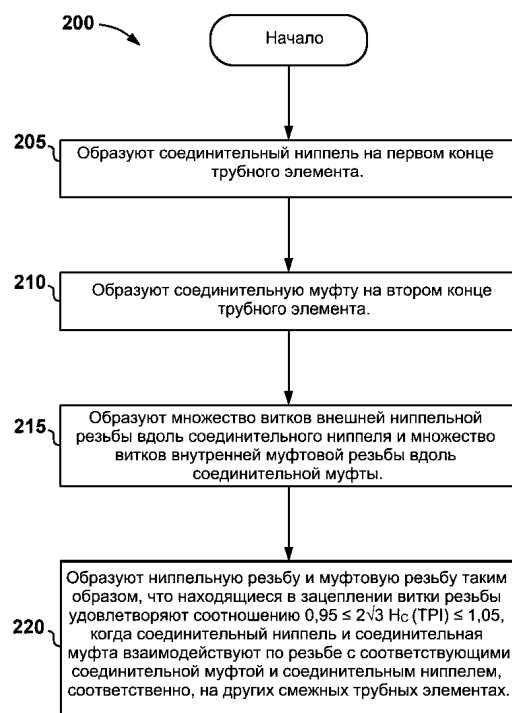 200
Начало
205
Образуют соединительный ниппель на первом конце
трубного элемента.
210
Образуют соединительную муфту на втором конце
трубного элемента.
215
Образуют множество витков внешней ниппельной
резьбы вдоль соединительного ниппеля и множество
витков внутренней муфтовой резьбы вдоль
соединительной муфты.
220
Образуют ниппельную резьбу и муфтовую резьбу таким
образом, что находящиеся в зацеплении витки резьбы
удовлетворяют соотношению 0,95 ≤ 2√3 Hc (TPI) ≤ 1,05,
когда соединительный ниппель и соединительная
муфта взаимодействуют по резьбе с соответствующими
соединительной муфтой и соединительным ниппелем,
соответственно, на других смежных трубных элементах.